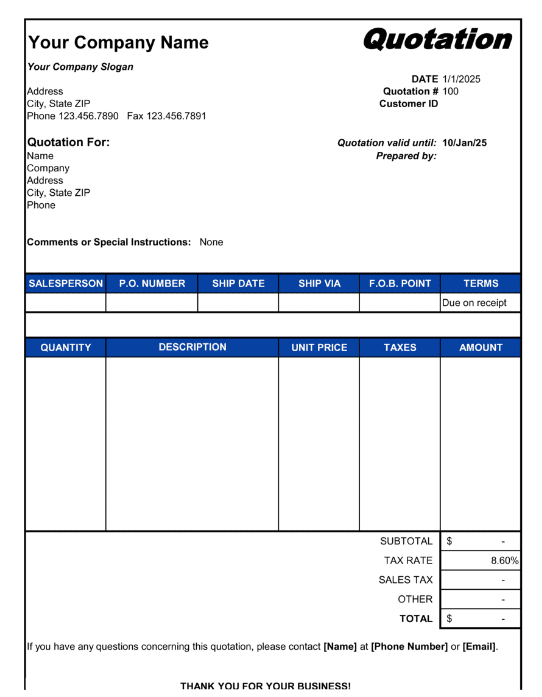 Your Company Name
Quotation
Your Company Slogan
DATE 1/1/2025
Address
Quotation # 100
City, State ZIP
Customer ID
Phone 123.456.7890 Fax 123.456.7891
Quotation For:
Quotation valid until: 10/Jan/25
Name
Prepared by:
Company
Address
City, State ZIP
Phone
Comments or Special Instructions: None
SALESPERSON P.O. NUMBER SHIP DATE SHIP VIA F.O.B. POINT TERMS
Due on receipt
QUANTITY DESCRIPTION UNIT PRICE TAXES AMOUNT
SUBTOTAL $ -
TAX RATE 8.60%
SALES TAX -
OTHER -
TOTAL $ -
If you have any questions concerning this quotation, please contact [Name] at [Phone Number] or [Email].
THANK YOU FOR YOUR BUSINESS!